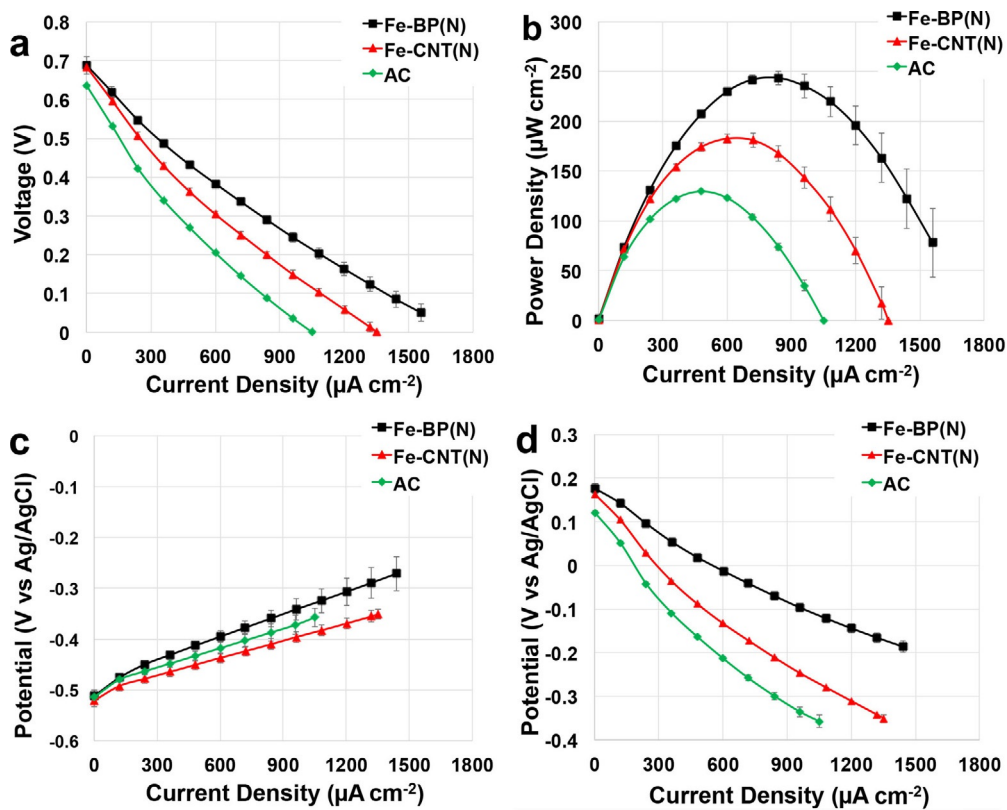 a
Fe-BP(N)
Fe-CNT(N)
AC
Voltage (V)
0.8
0.7
0.6
0.5
0.4
0.3
0.2
0.1
0
0 300 600 900 1200 1500 1800
Current Density (µA cm-2)
b
Fe-BP(N)
Fe-CNT(N)
AC
Power Density (µW cm-2)
300
250
200
150
100
50
0
0 300 600 900 1200 1500 1800
Current Density (µA cm-2)
c
Fe-BP(N)
Fe-CNT(N)
AC
Potential (V vs Ag/AgCl)
0
-0.1
-0.2
-0.3
-0.4
-0.5
-0.6
0 300 600 900 1200 1500 1800
Current Density (µA cm-2)
d
Fe-BP(N)
Fe-CNT(N)
AC
Potential (V vs Ag/AgCl)
0.3
0.2
0.1
0
-0.1
-0.2
-0.3
-0.4
0 300 600 900 1200 1500 1800
Current Density (µA cm-2)